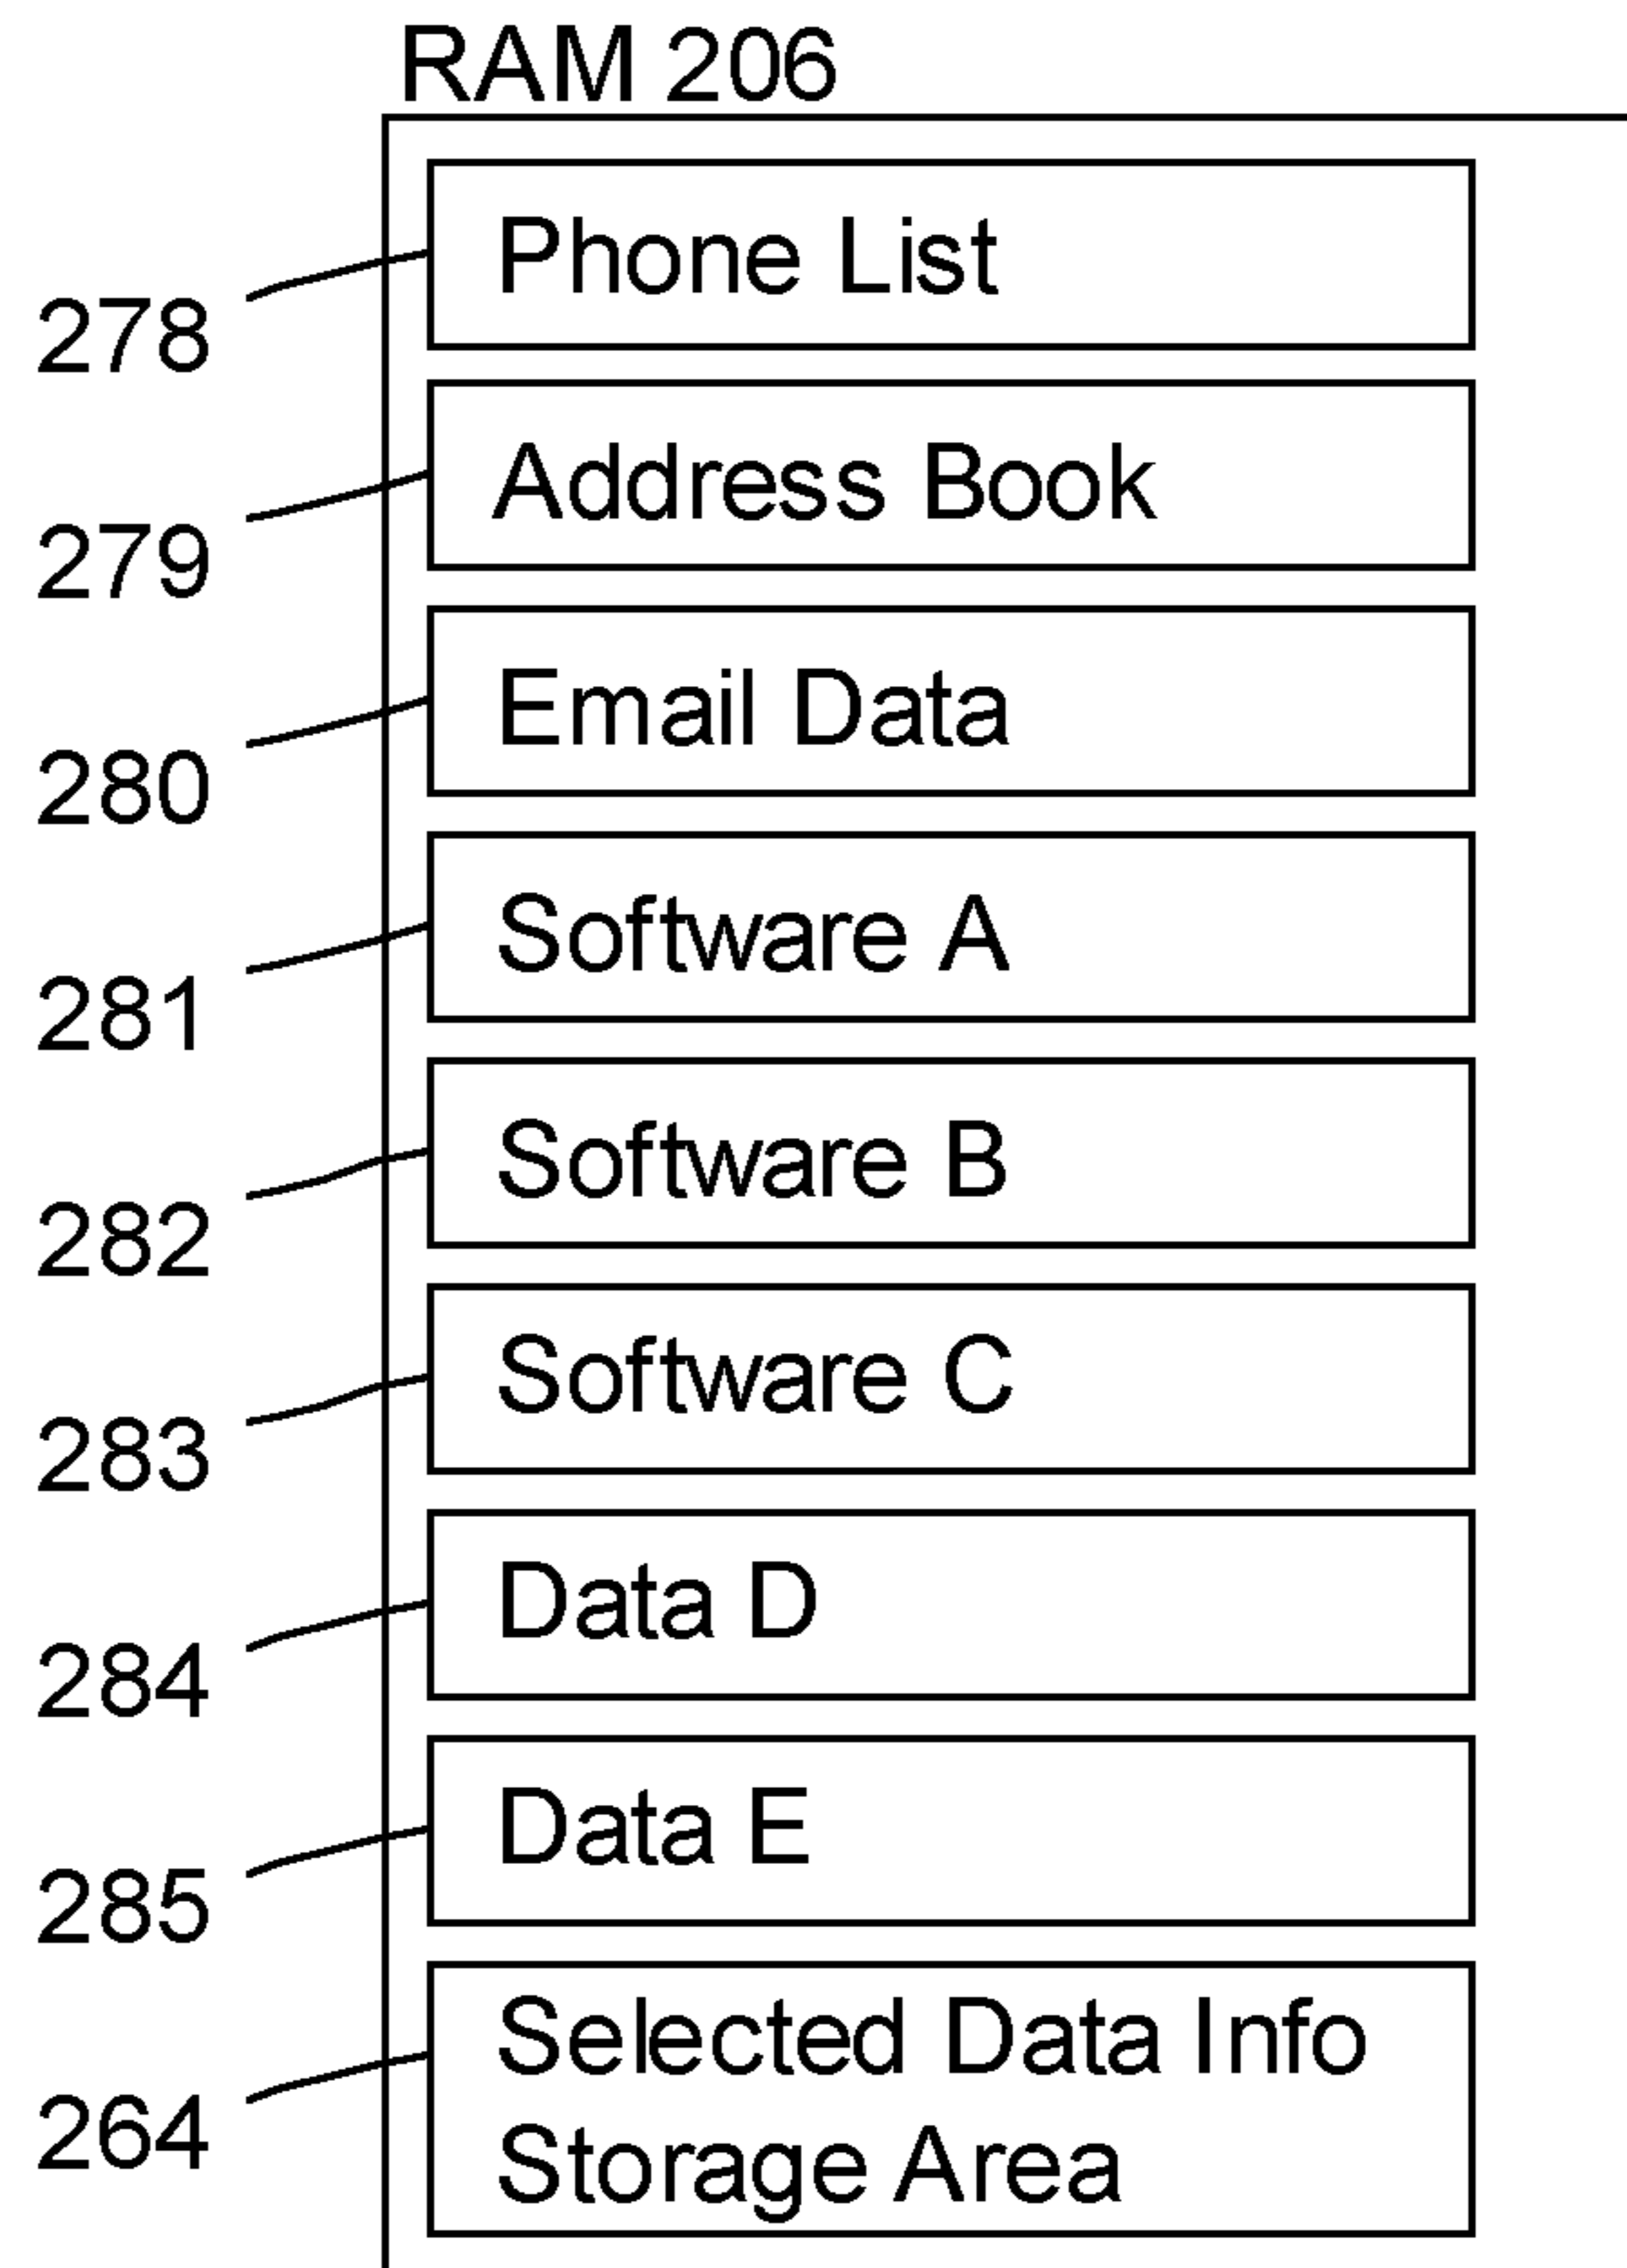 RAM 206
278 Phone List
279 Address Book
280 Email Data
281 Software A
282 Software B
283 Software C
284 Data D
285 Data E
264 Selected Data Info
Storage Area